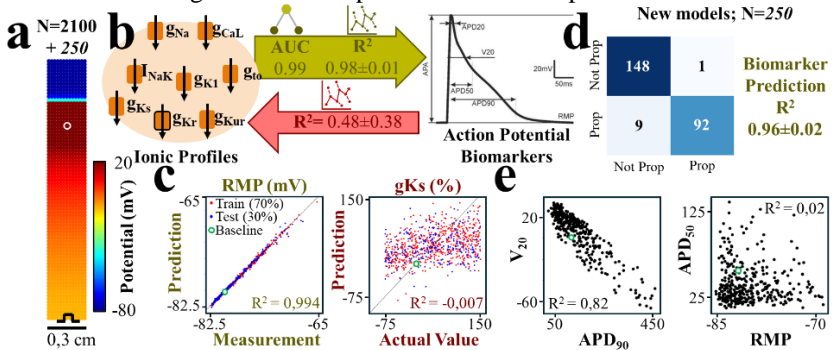 a
N=2100
+ 250
20
Potential (mV)
-80
0,3 cm
b
gNa
gCaL
INaK
gK1
gto
gKs
gKr
gKur
Ionic Profiles
AUC
R²
0.99
0.98±0.01
R²= 0.48±0.38
APD20
V20
APA
APD50
APD90
RMP
20mV
50ms
Action Potential
Biomarkers
c
RMP (mV)
-65
Train (70%)
Test (30%)
Baseline
Prediction
R² = 0,994
-82.5
-82.5
-65
Measurement
gKs (%)
150
Prediction
-75
R² = -0,007
-75
150
Actual Value
d
New models; N=250
Not Prop
148
1
Prop
9
92
Not Prop
Prop
Biomarker
Prediction
R²
0.96±0.02
e
20
V20
-60
R² = 0,82
50
450
APD90
R² = 0,02
125
APD50
25
-85
-70
RMP